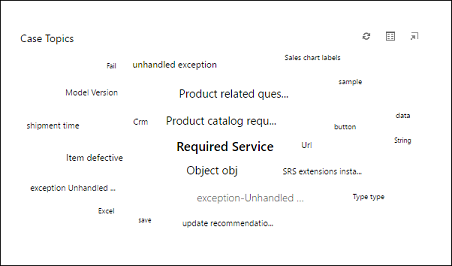 Case Topics
Sales chart labels
Fail
unhandled exception
sample
Model Version
Product related ques...
data
shipment time
Crm
Product catalog requ...
button
String
Required Service
Url
Item defective
Object obj
SRS extensions insta...
exception Unhandled ...
exception-Unhandled ...
Type type
Excel
save
update recommendatio...